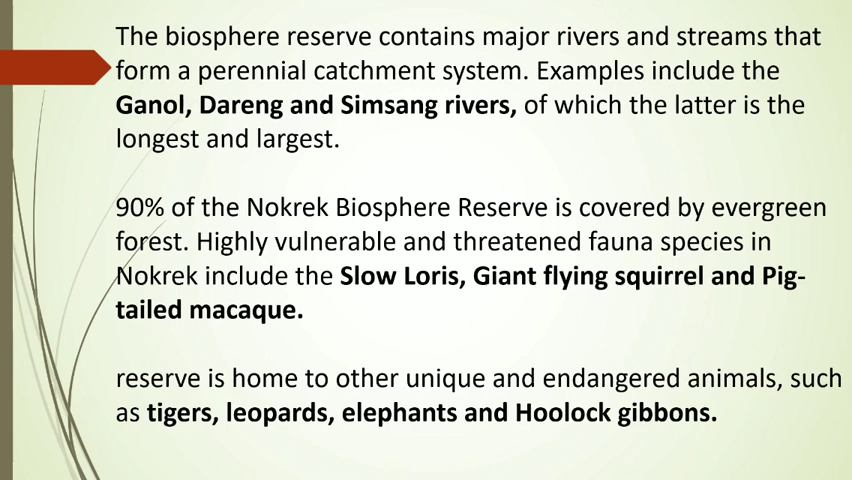 The biosphere reserve contains major rivers and streams that
form a perennial catchment system. Examples include the
Ganol, Dareng and Simsang rivers, of which the latter is the
longest and largest.
90% of the Nokrek Biosphere Reserve is covered by evergreen
forest. Highly vulnerable and threatened fauna species in
Nokrek include the Slow Loris, Giant flying squirrel and Pig-
tailed macaque.
reserve is home to other unique and endangered animals, such
as tigers, leopards, elephants and Hoolock gibbons.